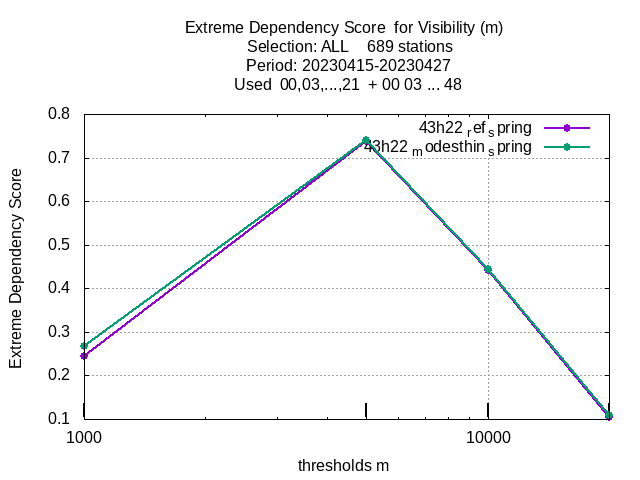 Extreme Dependency Score  for Visibility (m)
Selection: ALL    689 stations
Period: 20230415-20230427
Used  00,03,...,21  + 00 03 ... 48
43h22 ref spring
43h22 modesthin spring
Extreme Dependency Score
0.8
0.7
0.6
0.5
0.4
0.3
0.2
0.1
1000
10000
thresholds m